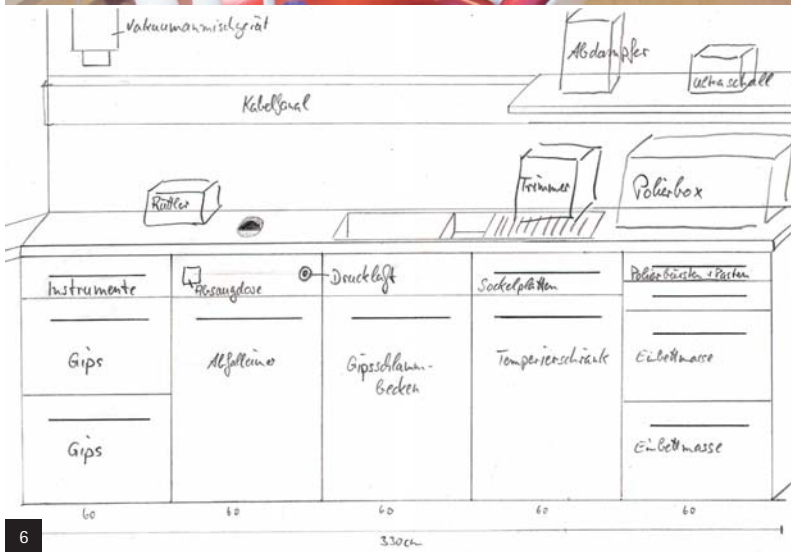 Vakuumanmischgerät
Abdampfer
Ultraschall
Kabelkanal
Rüttler
Trimmer
Polierbox
Instrumente
Absaugdose
Druckluft
Sockelplatten
Polierbürsten + Pasten
Gips
Abfalleimer
Gipsschlamm-
becken
Temperierschrank
Einbettmasse
Gips
Einbettmasse
60
60
60
60
60
330cm
6